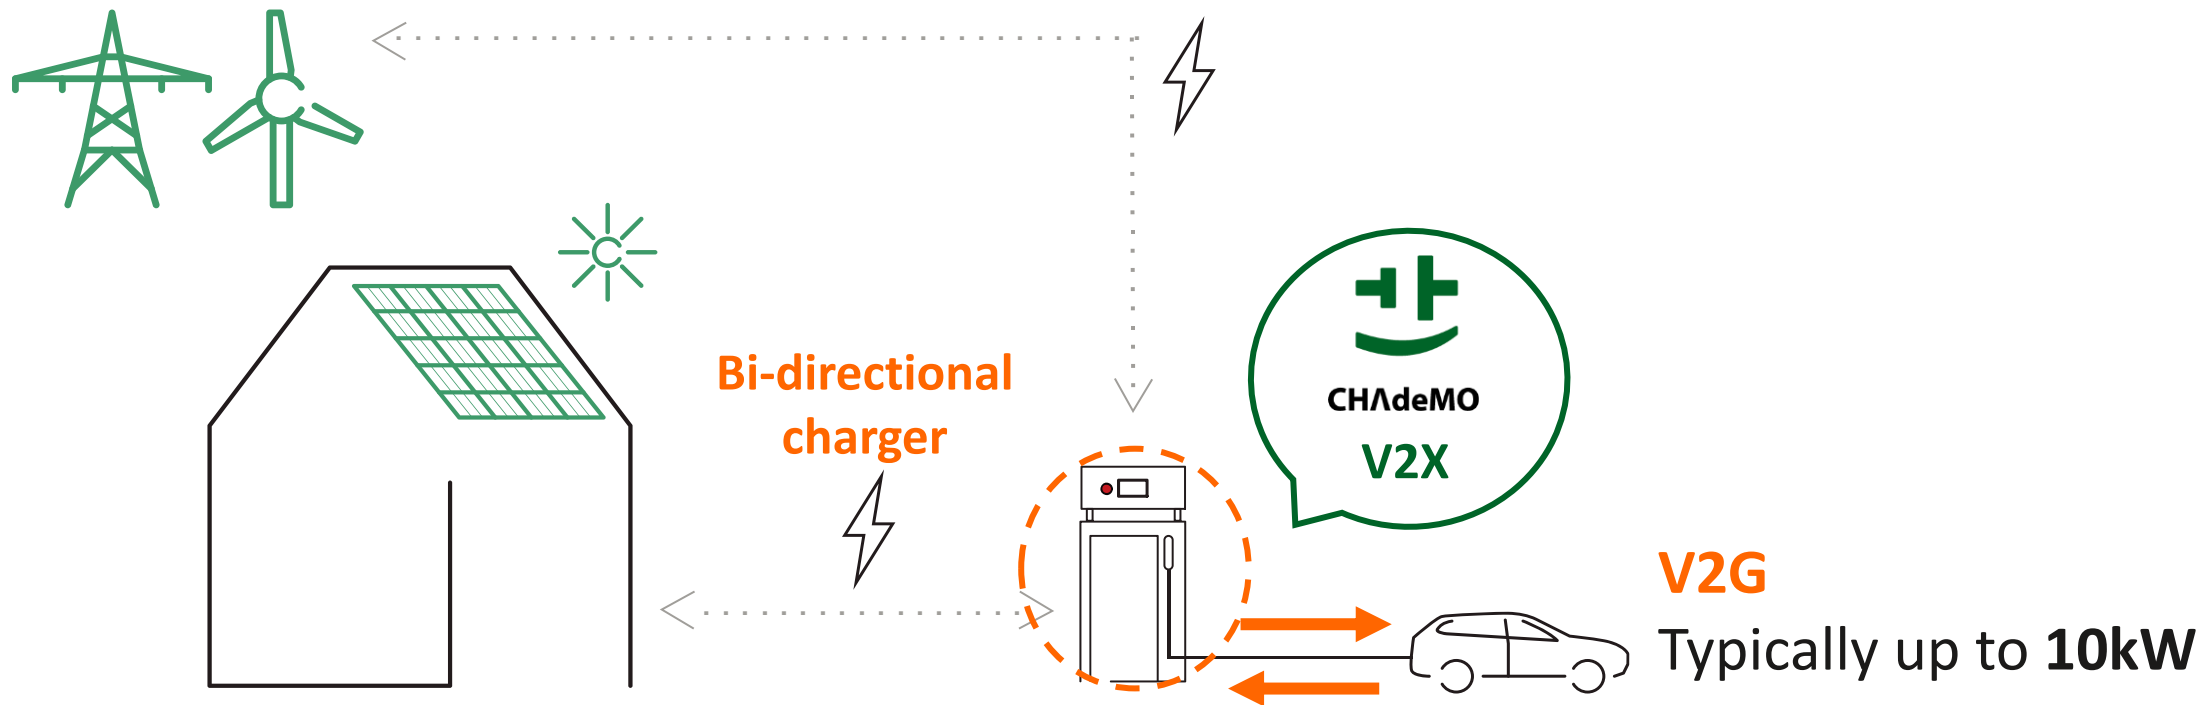 Bi-directional
charger
CHΛdeMO
V2X
V2G
Typically up to 10kW